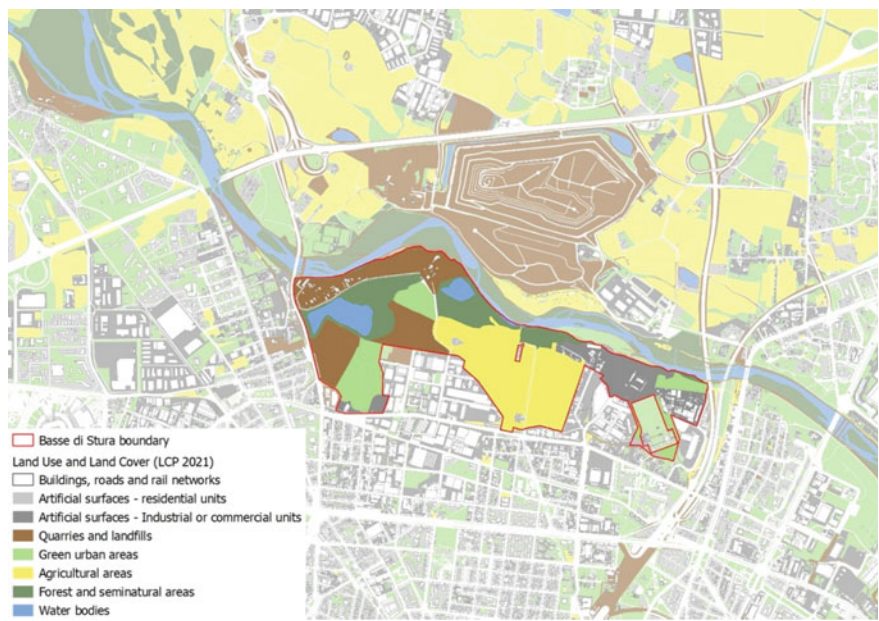 Basse di Stura boundary
Land Use and Land Cover (LCP 2021)
Buildings, roads and rail networks
Artificial surfaces - residential units
Artificial surfaces - Industrial or commercial units
Quarries and landfills
Green urban areas
Agricultural areas
Forest and seminatural areas
Water bodies